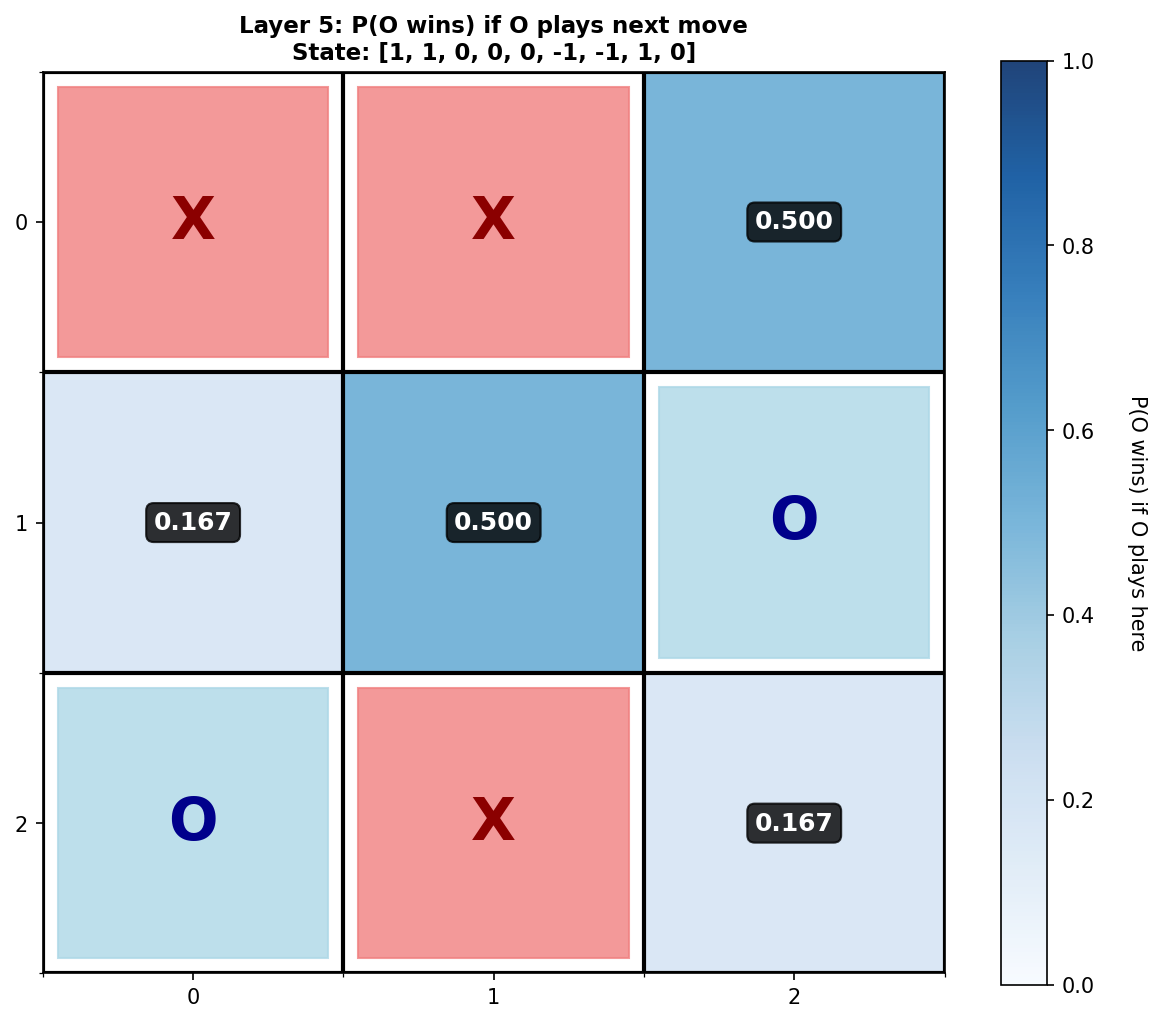 Layer 5: P(O wins) if O plays next move
State: [1, 1, 0, 0, 0, -1, -1, 1, 0]
0
X
X
0.500
1
0.167
0.500
O
2
O
X
0.167
0
1
2
1.0
0.8
0.6
0.4
0.2
0.0
P(O wins) if O plays here